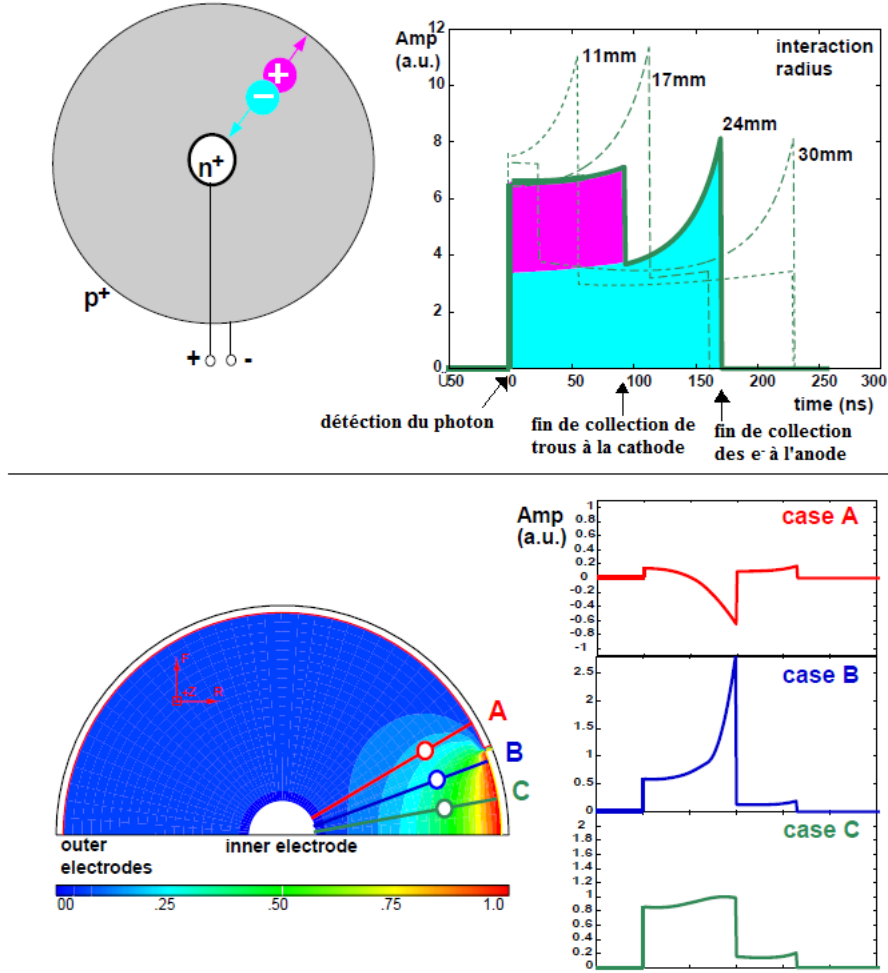 +
−
n+
p+
+ -
Amp
(a.u.)
interaction
radius
11mm
17mm
24mm
30mm
12
10
8
6
4
2
0
50 00 50 100 150 200 250 300
time (ns)
détéction du photon
fin de collection de
trous à la cathode
fin de collection
des e- à l'anode
F
+Z R
A
B
C
outer
electrodes
inner electrode
00 .25 .50 .75 1.0
Amp
(a.u.)
case A
1
0.8
0.6
0.4
0.2
0
-0.2
-0.4
-0.6
-0.8
-1
case B
2.5
2
1.5
1
0.5
0
case C
2
1.8
1.6
1.4
1.2
1
0.8
0.6
0.4
0.2
0